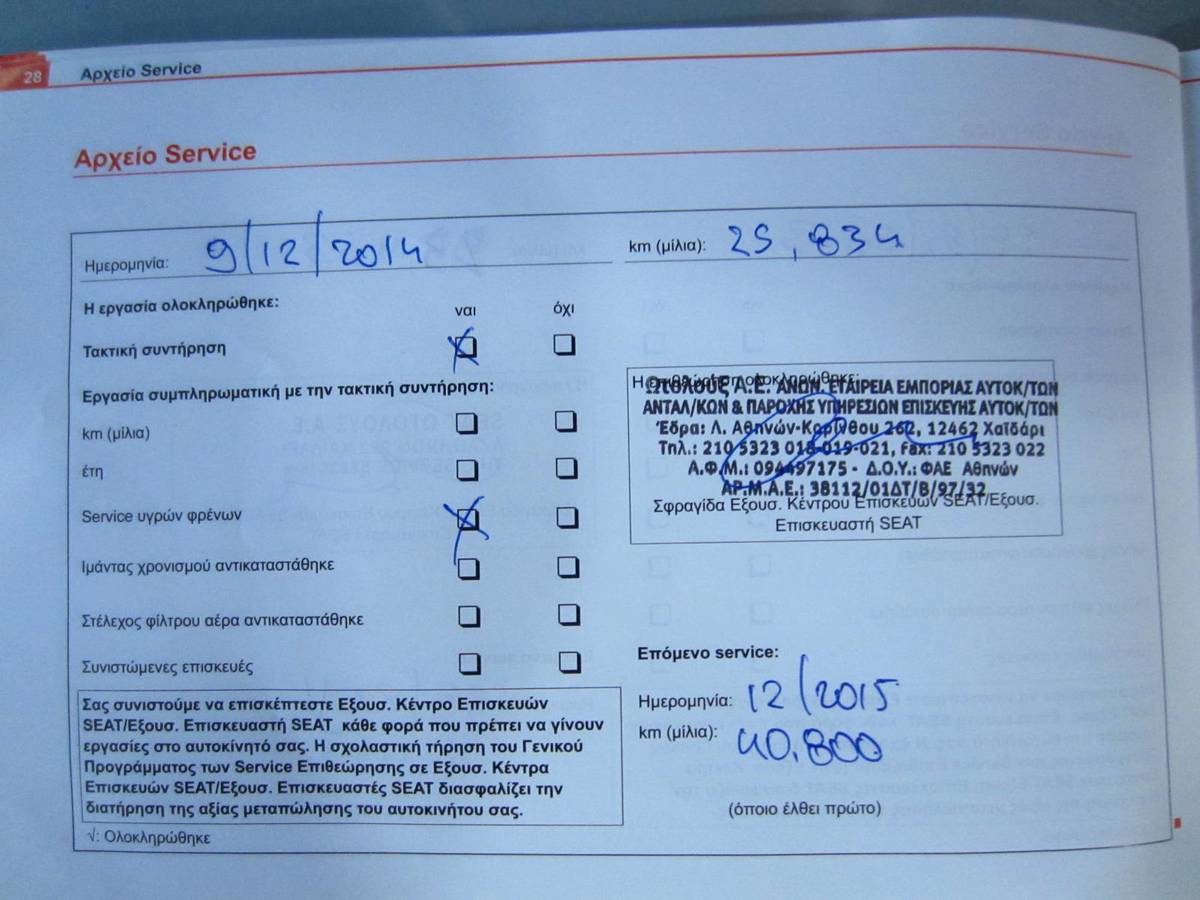 28 Αρχείο Service
Αρχείο Service
Ημερομηνία: 9/12/2014
km (μίλια): 25,834
Η εργασία ολοκληρώθηκε: ναι όχι
Τακτική συντήρηση
Εργασία συμπληρωματική με την τακτική συντήρηση:
km (μίλια)
έτη
Service υγρών φρένων
Ιμάντας χρονισμού αντικαταστάθηκε
Στέλεχος φίλτρου αέρα αντικαταστάθηκε
Συνιστώμενες επισκευές
Σας συνιστούμε να επισκέπτεστε Εξουσ. Κέντρο Επισκευών
SEAT/Εξουσ. Επισκευαστή SEAT κάθε φορά που πρέπει να γίνουν
εργασίες στο αυτοκίνητό σας. Η σχολαστική τήρηση του Γενικού
Προγράμματος των Service Επιθεώρησης σε Εξουσ. Κέντρα
Επισκευών SEAT/Εξουσ. Επισκευαστές SEAT διασφαλίζει την
διατήρηση της αξίας μεταπώλησης του αυτοκινήτου σας.
√: Ολοκληρώθηκε
Η επιθεώρηση ολοκληρώθηκε:
Ωτολουξ Α.Ε. ΑΝΩΝ. ΕΤΑΙΡΕΙΑ ΕΜΠΟΡΙΑΣ ΑΥΤΟΚ/ΤΩΝ
ΑΝΤΑΛ/ΚΩΝ & ΠΑΡΟΧΗΣ ΥΠΗΡΕΣΙΩΝ ΕΠΙΣΚΕΥΗΣ ΑΥΤΟΚ/ΤΩΝ
Έδρα: Λ. Αθηνών-Κορίνθου 262, 12462 Χαϊδάρι
Τηλ.: 210 5323 018-019-021, Fax: 210 5323 022
Α.Φ.Μ.: 094497175 - Δ.Ο.Υ.: ΦΑΕ Αθηνών
ΑΡ.Μ.Α.Ε.: 38112/01ΔΤ/Β/97/32
Σφραγίδα Εξουσ. Κέντρου Επισκευών SEAT/Εξουσ.
Επισκευαστή SEAT
Επόμενο service:
Ημερομηνία: 12/2015
km (μίλια): 40.800
(όποιο έλθει πρώτο)